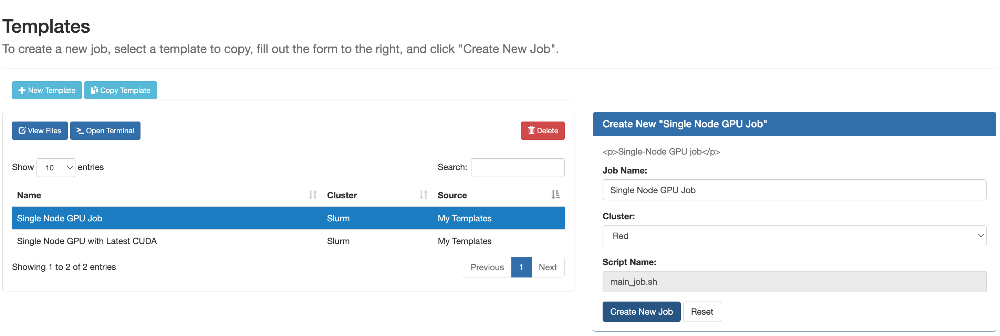 Templates
To create a new job, select a template to copy, fill out the form to the right, and click "Create New Job".
New Template Copy Template
View Files Open Terminal Delete
Show 10 entries Search:
Name Cluster Source
Single Node GPU Job Slurm My Templates
Single Node GPU with Latest CUDA Slurm My Templates
Showing 1 to 2 of 2 entries Previous 1 Next
Create New "Single Node GPU Job"
<p>Single-Node GPU job</p>
Job Name:
Single Node GPU Job
Cluster:
Red
Script Name:
main_job.sh
Create New Job Reset